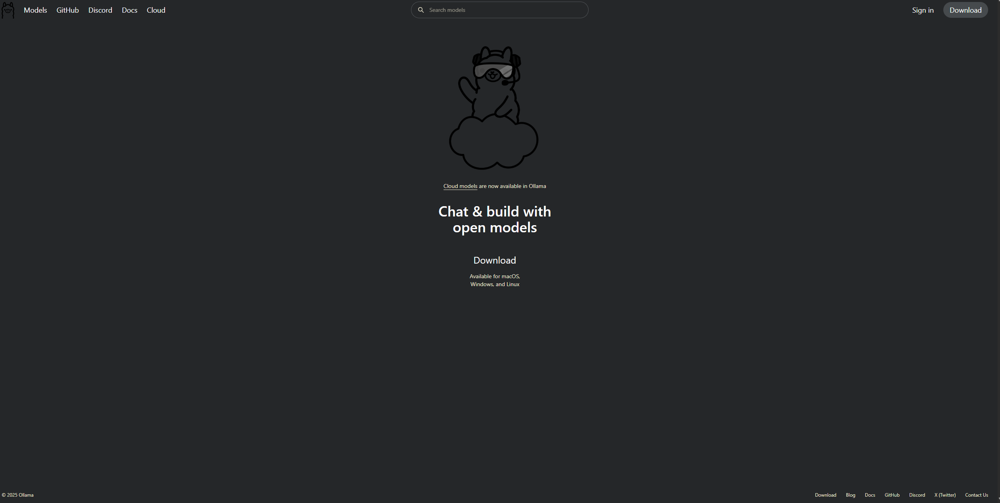 Models GitHub Discord Docs Cloud Search models Sign in Download
Cloud models are now available in Ollama
Chat & build with
open models
Download
Available for macOS,
Windows, and Linux
© 2025 Ollama Download Blog Docs GitHub Discord X (Twitter) Contact Us